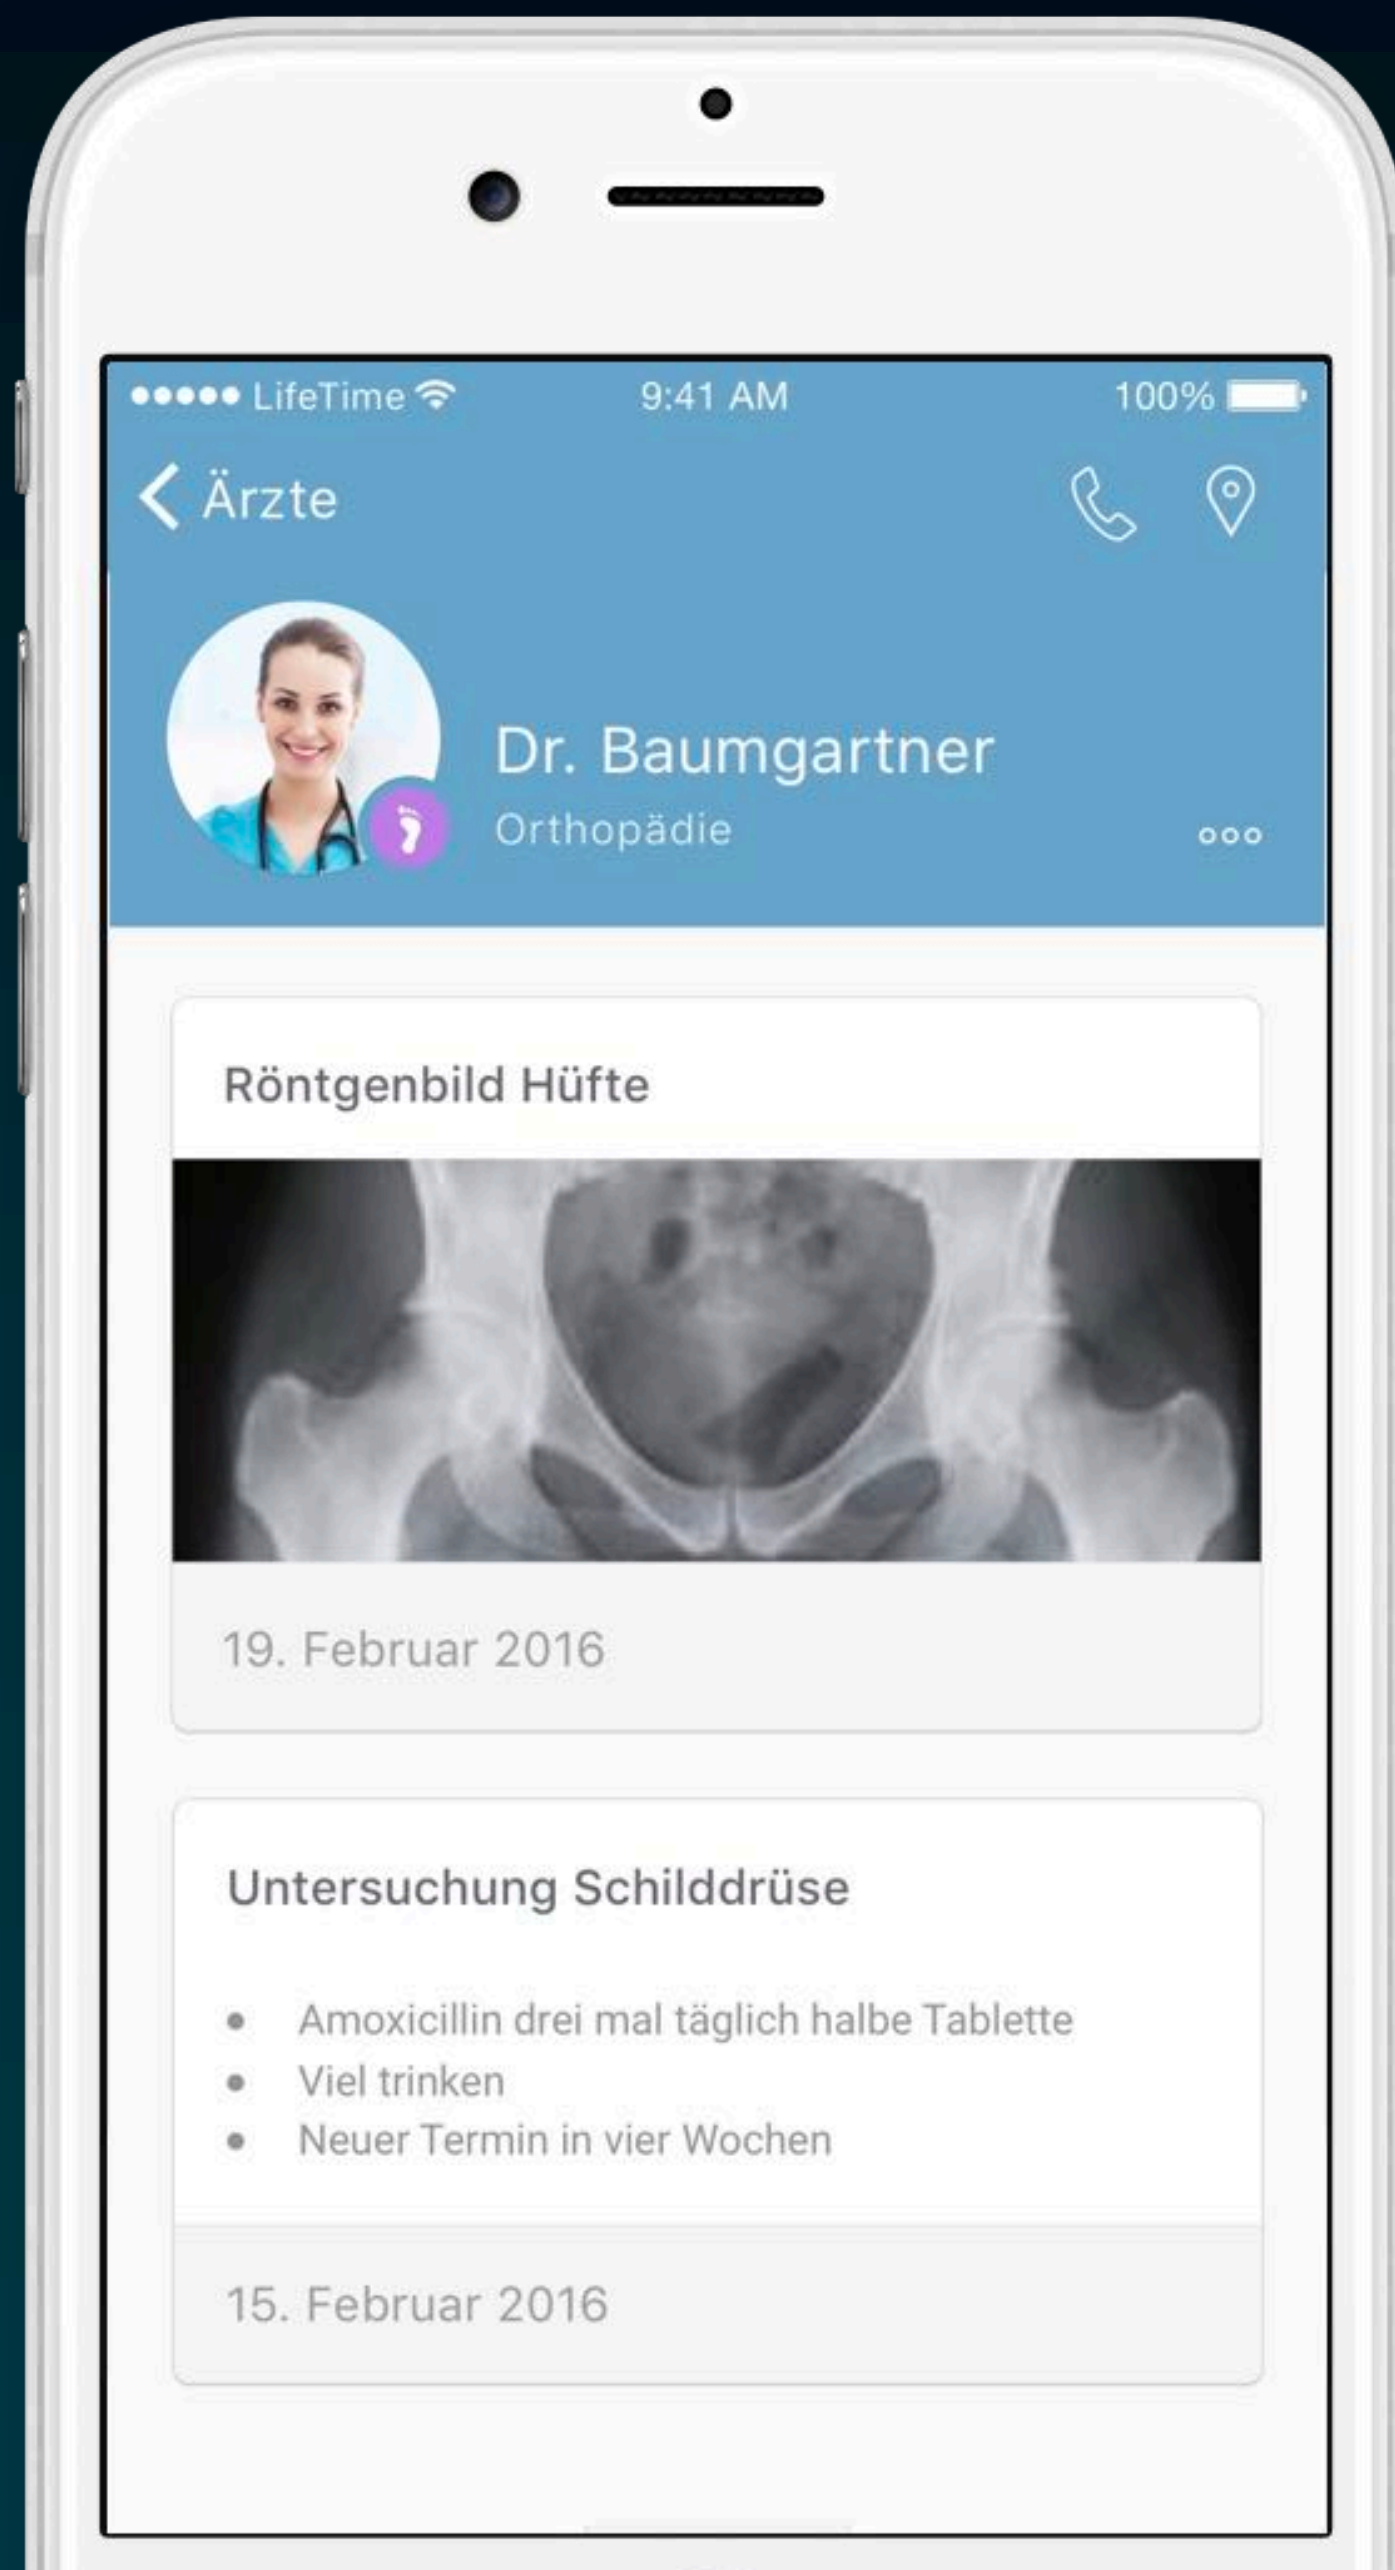 LifeTime 9:41 AM 100%
Ärzte
Dr. Baumgartner
Orthopädie
Röntgenbild Hüfte
19. Februar 2016
Untersuchung Schilddrüse
• Amoxicillin drei mal täglich halbe Tablette
• Viel trinken
• Neuer Termin in vier Wochen
15. Februar 2016